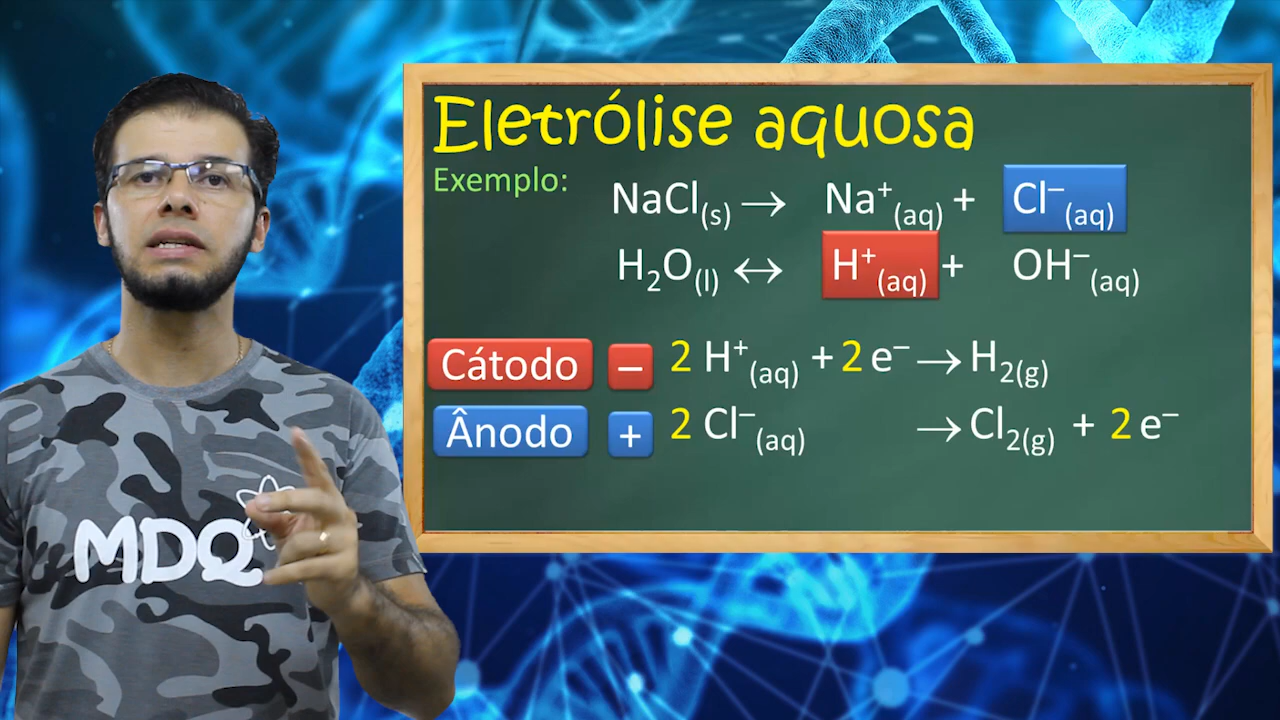 Eletrólise aquosa
Exemplo:
NaCl(s) → Na⁺(aq) + Cl⁻(aq)
H₂O(l) ↔ H⁺(aq) + OH⁻(aq)
Cátodo − 2 H⁺(aq) + 2 e⁻ → H₂(g)
Ânodo + 2 Cl⁻(aq) → Cl₂(g) + 2 e⁻
MDQ